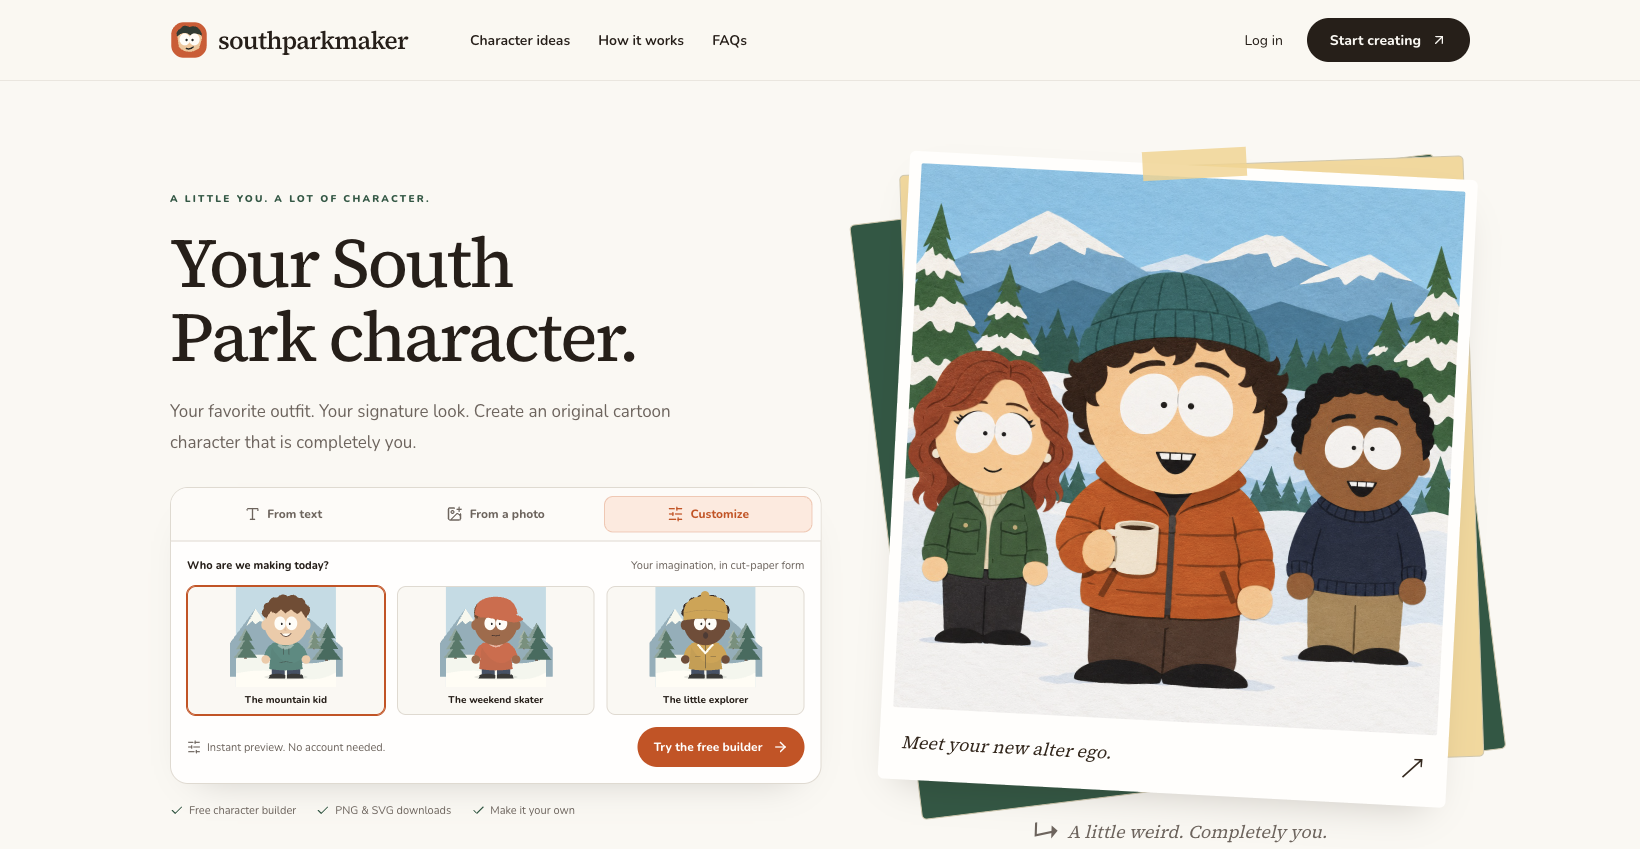 southparkmaker
Character ideas
How it works
FAQs
Log in
Start creating
A LITTLE YOU. A LOT OF CHARACTER.
Your South
Park character.
Your favorite outfit. Your signature look. Create an original cartoon
character that is completely you.
From text
From a photo
Customize
Who are we making today?
Your imagination, in cut-paper form
The mountain kid
The weekend skater
The little explorer
Instant preview. No account needed.
Try the free builder
Free character builder
PNG & SVG downloads
Make it your own
Meet your new alter ego.
A little weird. Completely you.